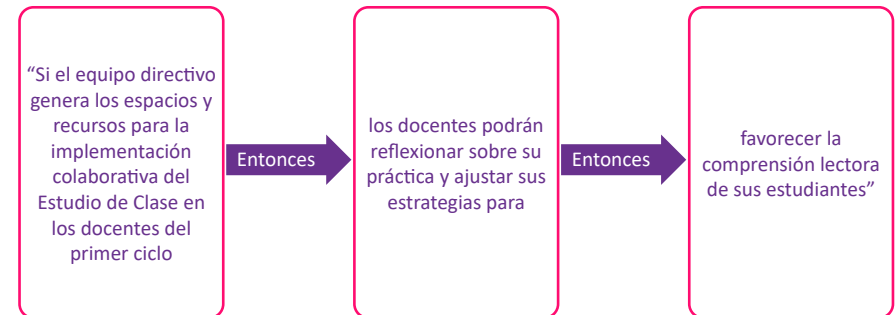 “Si el equipo directivo
genera los espacios y
recursos para la
implementación
colaborativa del
Estudio de Clase en
los docentes del
primer ciclo
Entonces
los docentes podrán
reflexionar sobre su
práctica y ajustar sus
estrategias para
Entonces
favorecer la
comprensión lectora
de sus estudiantes”